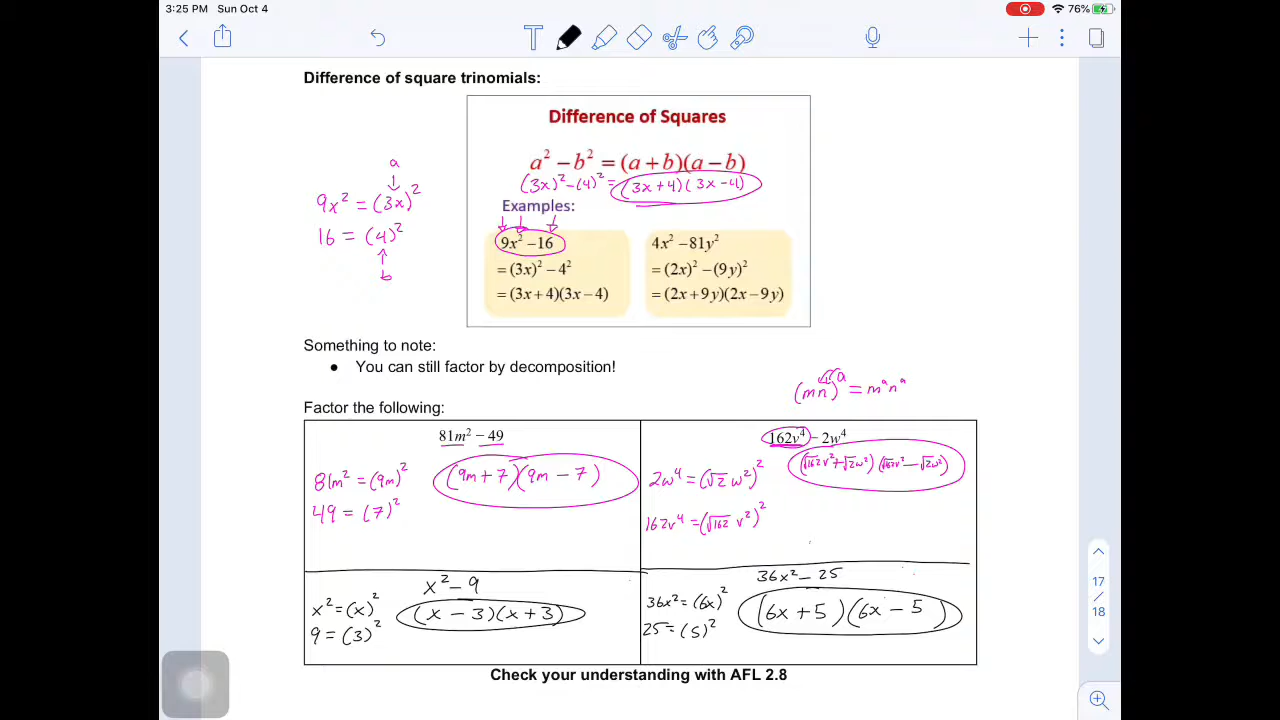 3:25 PM Sun Oct 4
76%
T
Difference of square trinomials:
Difference of Squares
a² − b² = (a + b)(a − b)
(3x)² − (4)² = (3x + 4)(3x − 4)
Examples:
9x² − 16
= (3x)² − 4²
= (3x + 4)(3x − 4)
4x² − 81y²
= (2x)² − (9y)²
= (2x + 9y)(2x − 9y)
a
9x² = (3x)²
16 = (4)²
b
Something to note:
● You can still factor by decomposition!
(mn)ᵃ = mᵃnᵃ
Factor the following:
81m² − 49
81m² = (9m)²
49 = (7)²
(9m + 7)(9m − 7)
162v⁴ − 2w⁴
2w⁴ = (√2 w²)²
162v⁴ = (√162 v²)²
(√162v² + √2w²)(√162v² − √2w²)
x² − 9
x² = (x)²
9 = (3)²
(x − 3)(x + 3)
36x² − 25
36x² = (6x)²
25 = (5)²
(6x + 5)(6x − 5)
Check your understanding with AFL 2.8
17
/
18